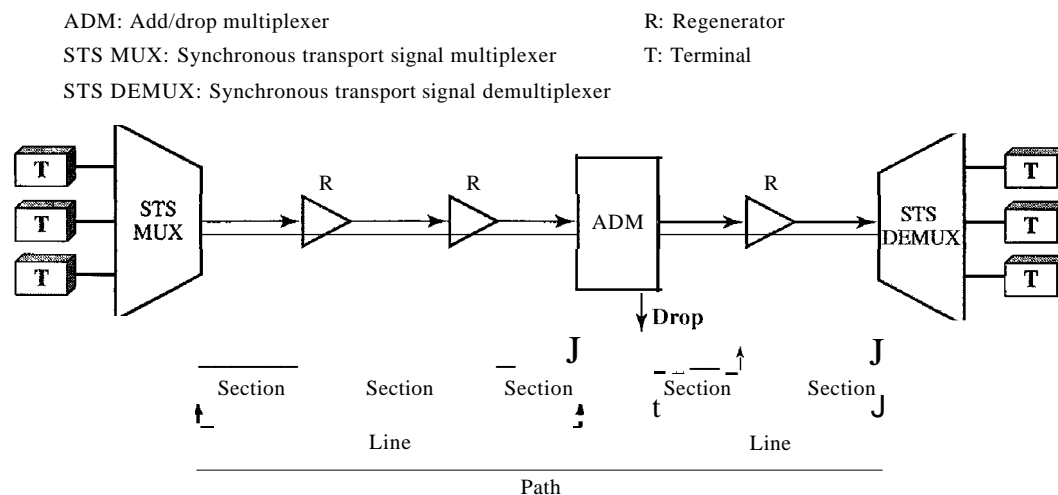 ADM: Add/drop multiplexer
R: Regenerator
STS MUX: Synchronous transport signal multiplexer
T: Terminal
STS DEMUX: Synchronous transport signal demultiplexer
T
T
T
STS
MUX
R
R
ADM
R
STS
DEMUX
T
T
T
Drop
J
J
Section
Section
Section
Section
Section
t
J
Line
Line
Path